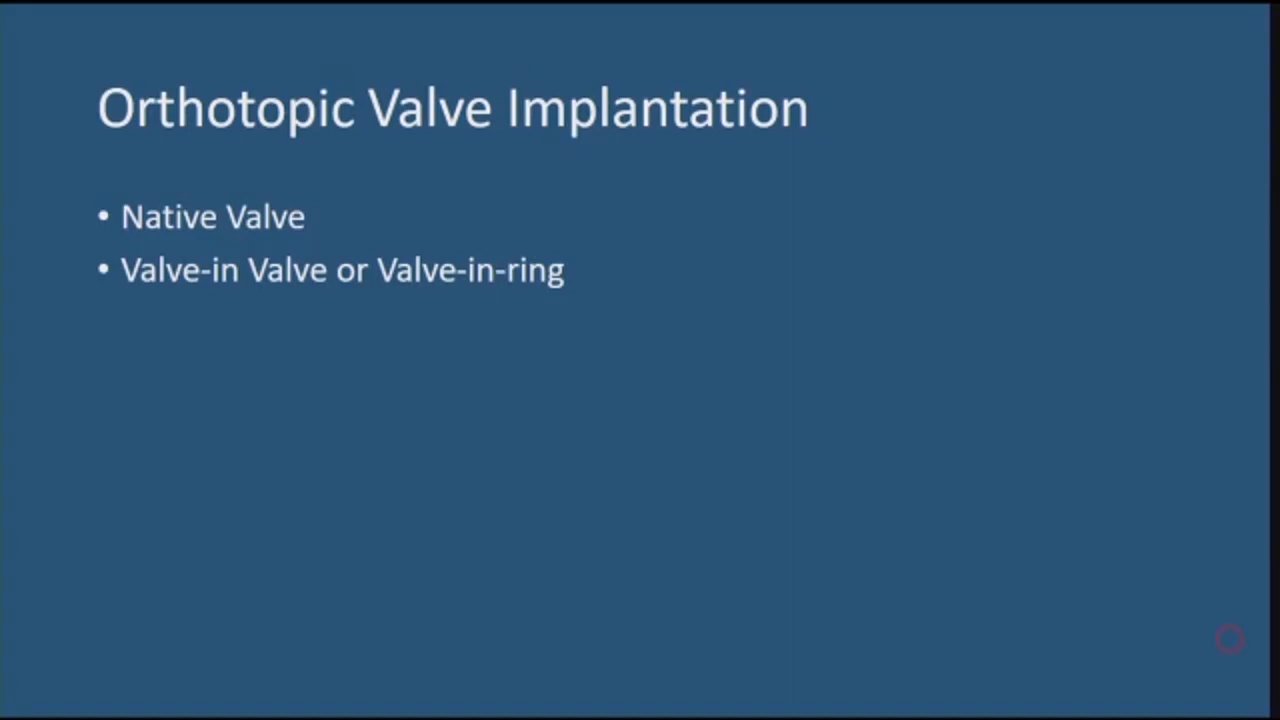 Orthotopic Valve Implantation
• Native Valve
• Valve-in Valve or Valve-in-ring